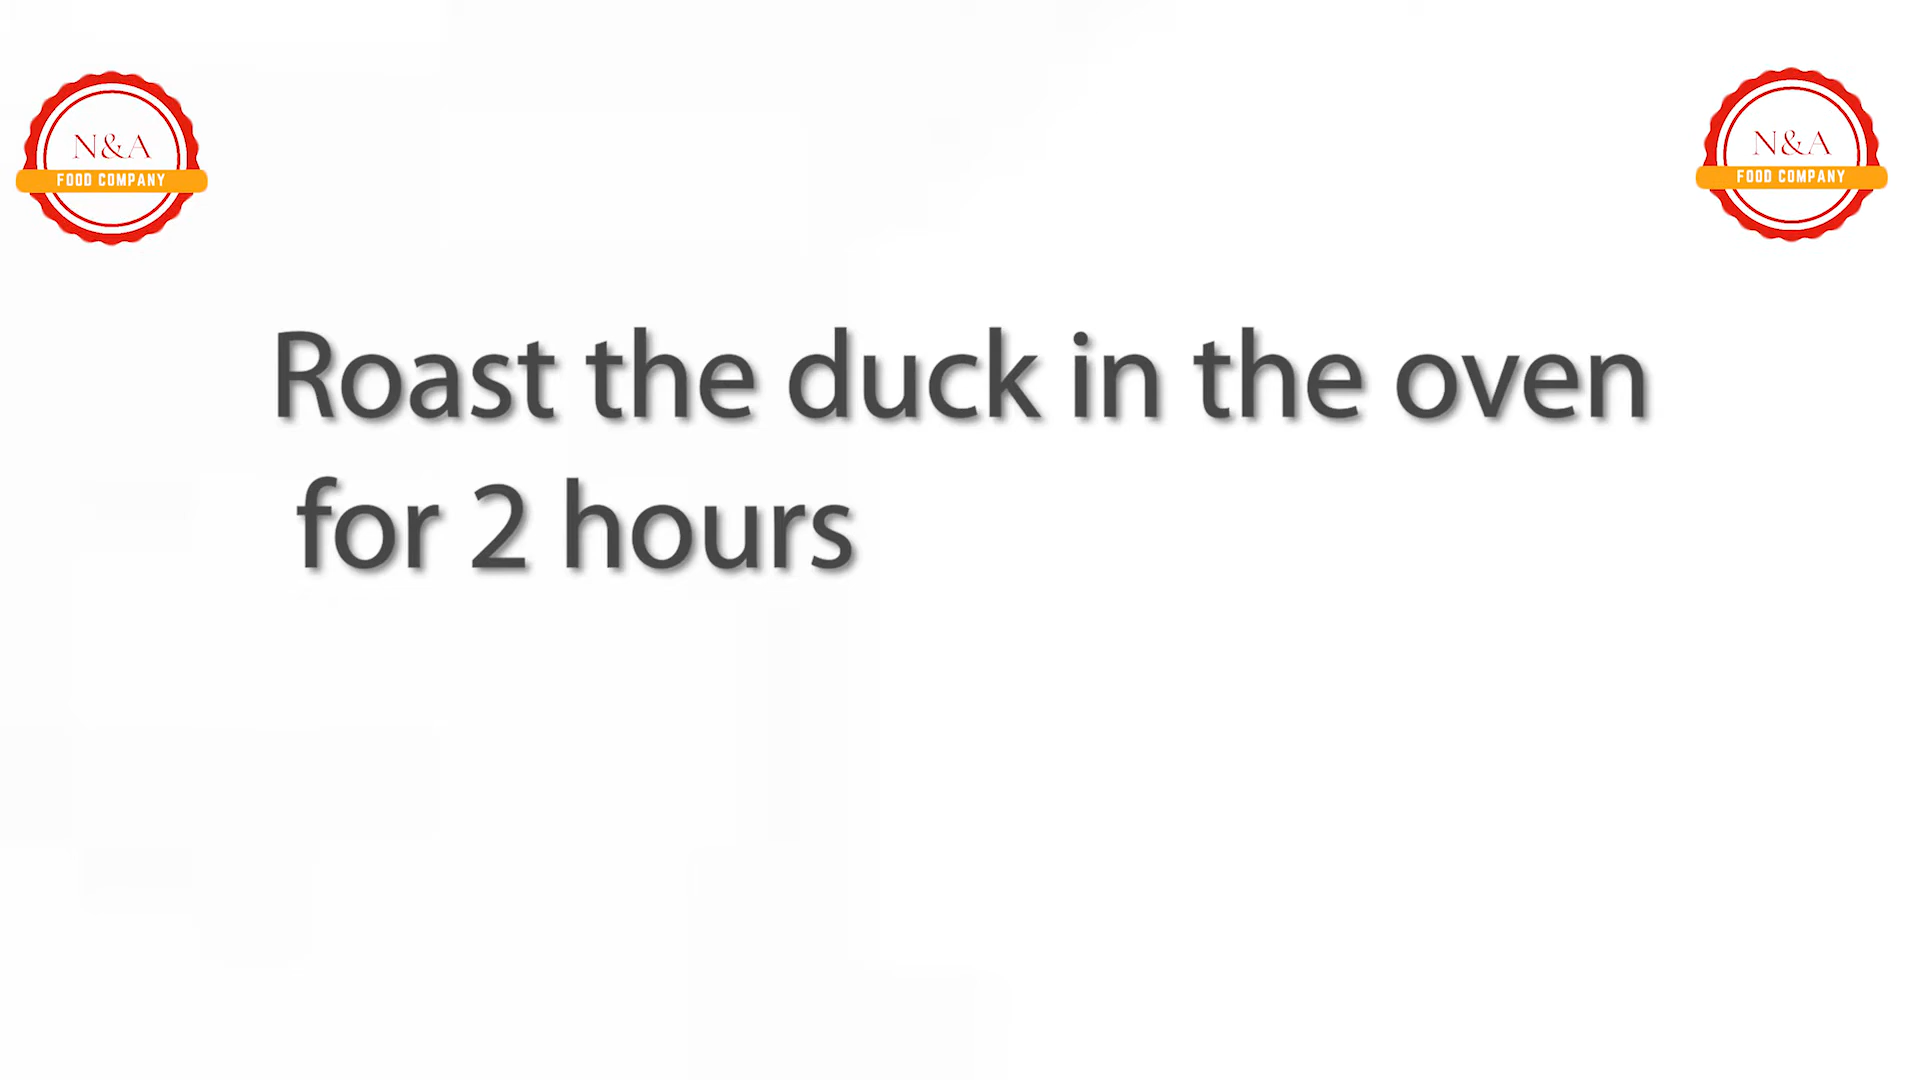 N&A
FOOD COMPANY
N&A
FOOD COMPANY
Roast the duck in the oven
for 2 hours